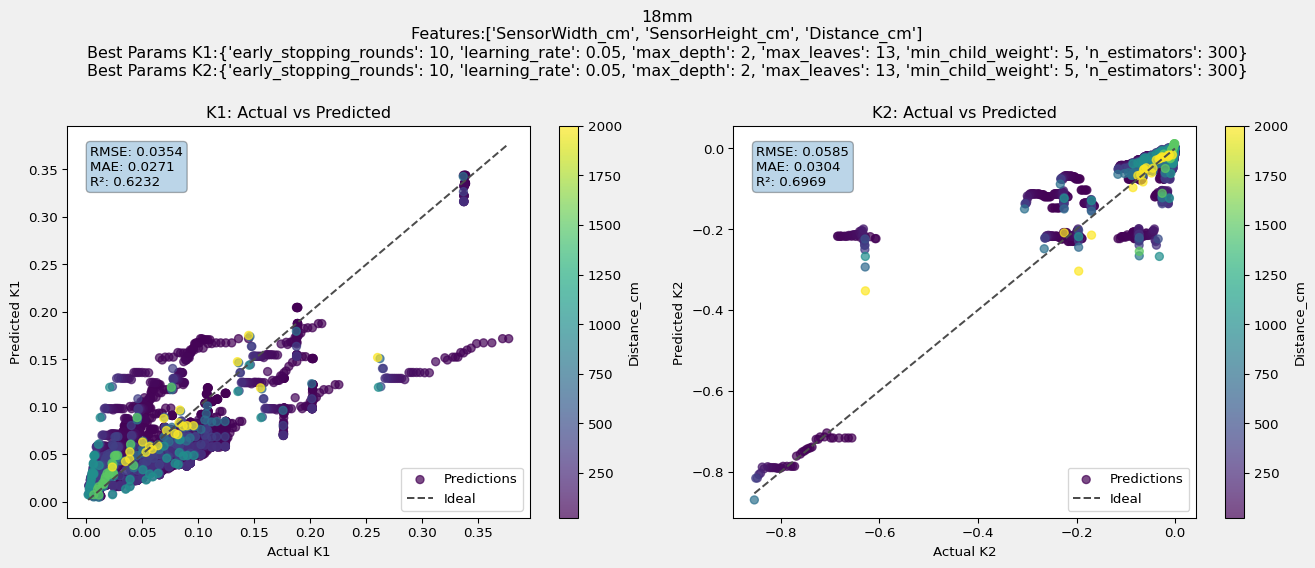 18mm
Features:['SensorWidth_cm', 'SensorHeight_cm', 'Distance_cm']
Best Params K1:{'early_stopping_rounds': 10, 'learning_rate': 0.05, 'max_depth': 2, 'max_leaves': 13, 'min_child_weight': 5, 'n_estimators': 300}
Best Params K2:{'early_stopping_rounds': 10, 'learning_rate': 0.05, 'max_depth': 2, 'max_leaves': 13, 'min_child_weight': 5, 'n_estimators': 300}
K1: Actual vs Predicted
RMSE: 0.0354
MAE: 0.0271
R²: 0.6232
0.35
0.30
0.25
0.20
0.15
0.10
0.05
0.00
Predicted K1
0.00 0.05 0.10 0.15 0.20 0.25 0.30 0.35
Actual K1
Predictions
Ideal
2000
1750
1500
1250
1000
750
500
250
Distance_cm
K2: Actual vs Predicted
RMSE: 0.0585
MAE: 0.0304
R²: 0.6969
0.0
−0.2
−0.4
−0.6
−0.8
Predicted K2
−0.8 −0.6 −0.4 −0.2 0.0
Actual K2
Predictions
Ideal
2000
1750
1500
1250
1000
750
500
250
Distance_cm